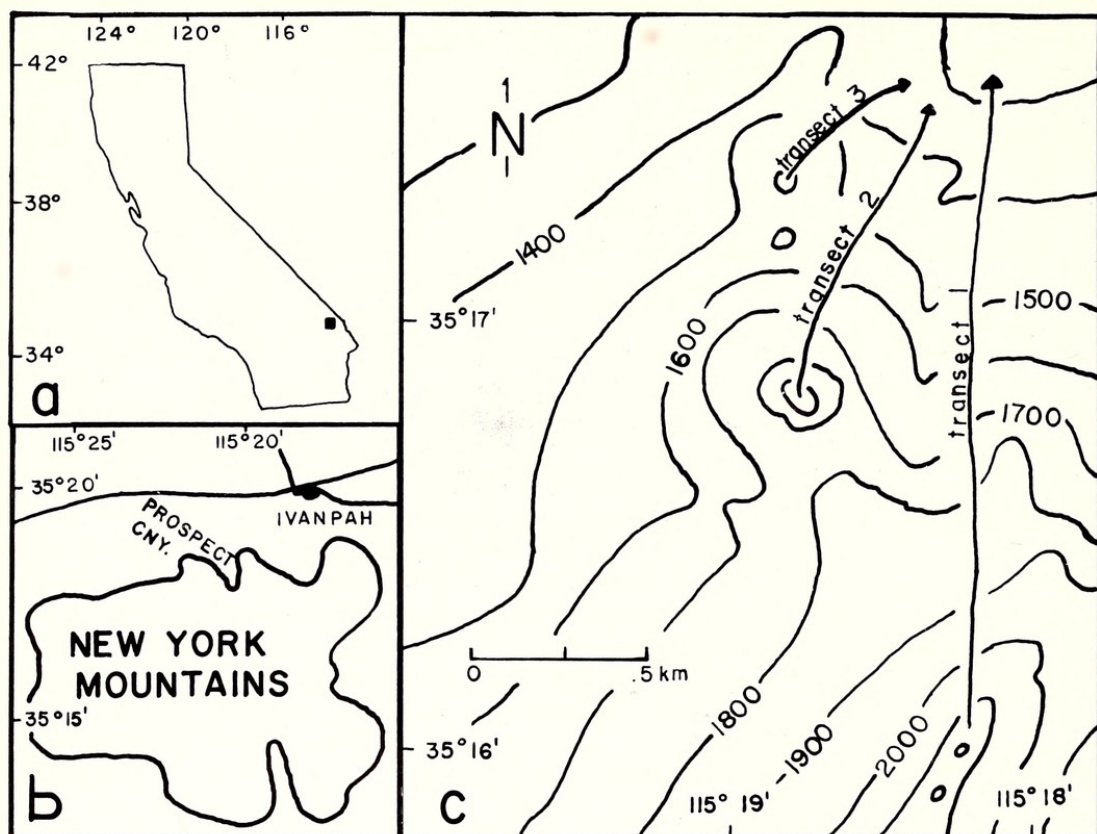 124° 120° 116°
42°
38°
34°
a
115°25' 115°20'
35°20'
IVANPAH
PROSPECT
CNY.
NEW YORK
MOUNTAINS
35°15'
b
N
transect 3
1400
transect 2
35°17'
1600
transect 1
1500
1700
0 .5 km
35°16'
1800
1900
2000
115° 19'
115° 18'
c